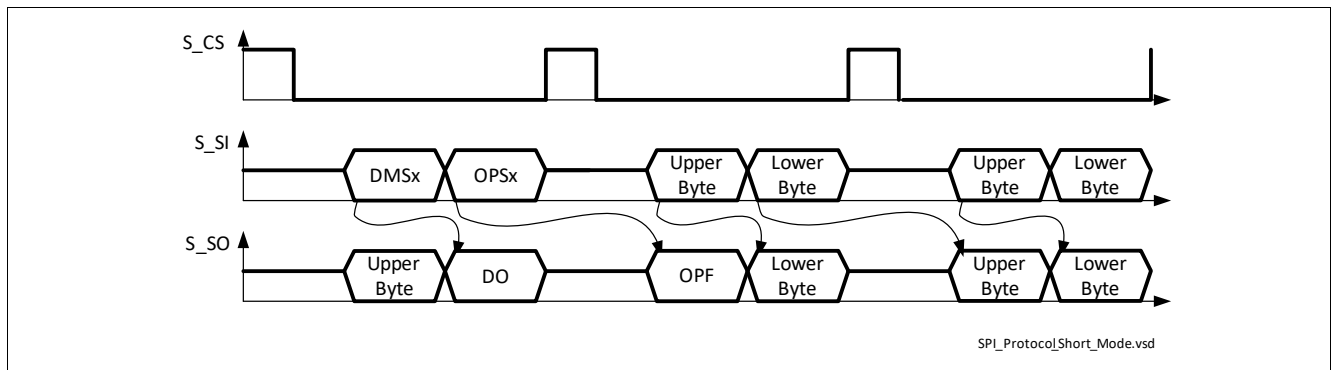 S_CS
S_SI
DMSx
OPSx
Upper
Byte
Lower
Byte
Upper
Byte
Lower
Byte
S_SO
Upper
Byte
DO
OPF
Lower
Byte
Upper
Byte
Lower
Byte
SPI_Protocol_Short_Mode.vsd